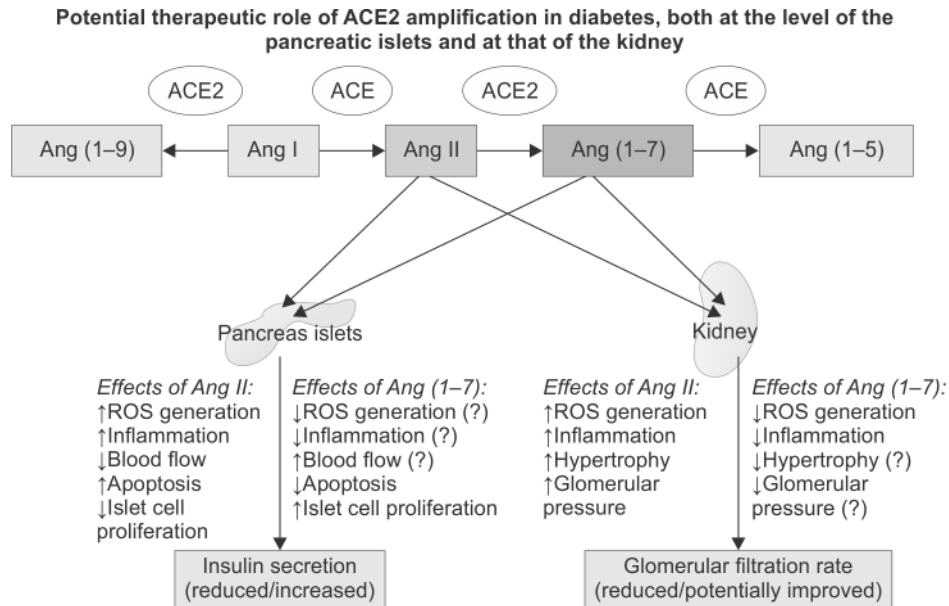 Potential therapeutic role of ACE2 amplification in diabetes, both at the level of the
pancreatic islets and at that of the kidney
ACE2
ACE
ACE2
ACE
Ang (1–9)
Ang I
Ang II
Ang (1–7)
Ang (1–5)
Pancreas islets
Kidney
Effects of Ang II:
↑ROS generation
↑Inflammation
↓Blood flow
↑Apoptosis
↓Islet cell
proliferation
Effects of Ang (1–7):
↓ROS generation (?)
↓Inflammation (?)
↑Blood flow (?)
↓Apoptosis
↑Islet cell proliferation
Effects of Ang II:
↑ROS generation
↑Inflammation
↑Hypertrophy
↑Glomerular
pressure
Effects of Ang (1–7):
↓ROS generation
↓Inflammation
↓Hypertrophy (?)
↓Glomerular
pressure (?)
Insulin secretion
(reduced/increased)
Glomerular filtration rate
(reduced/potentially improved)